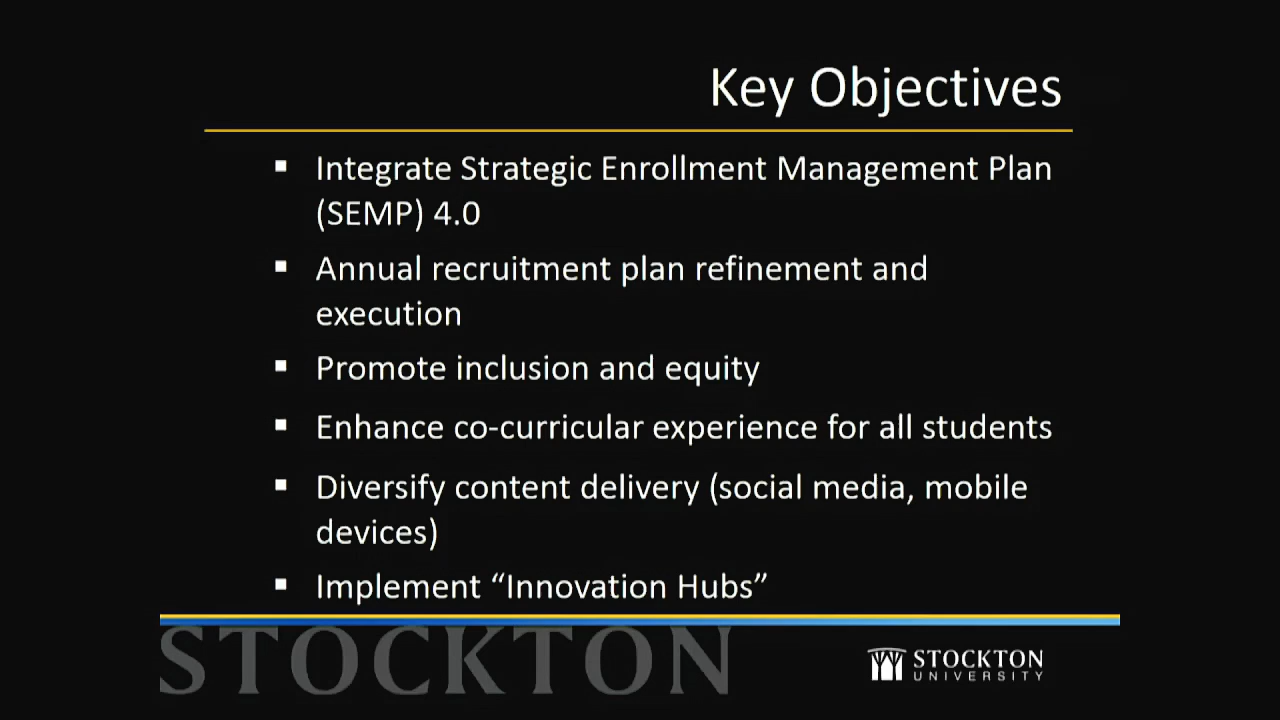 Key Objectives
▪ Integrate Strategic Enrollment Management Plan
(SEMP) 4.0
▪ Annual recruitment plan refinement and
execution
▪ Promote inclusion and equity
▪ Enhance co-curricular experience for all students
▪ Diversify content delivery (social media, mobile
devices)
▪ Implement “Innovation Hubs”
STOCKTON
STOCKTON
UNIVERSITY